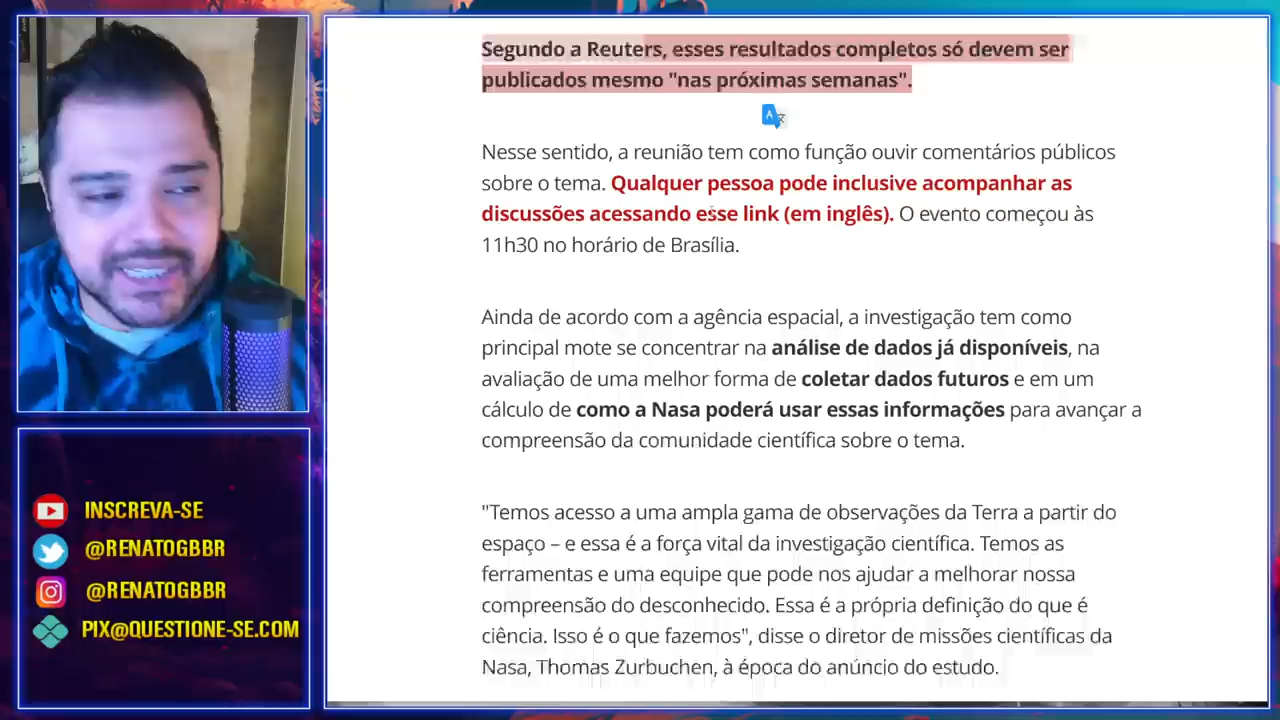 Segundo a Reuters, esses resultados completos só devem ser
publicados mesmo "nas próximas semanas".
Nesse sentido, a reunião tem como função ouvir comentários públicos
sobre o tema. Qualquer pessoa pode inclusive acompanhar as
discussões acessando esse link (em inglês). O evento começou às
11h30 no horário de Brasília.
Ainda de acordo com a agência espacial, a investigação tem como
principal mote se concentrar na análise de dados já disponíveis, na
avaliação de uma melhor forma de coletar dados futuros e em um
cálculo de como a Nasa poderá usar essas informações para avançar a
compreensão da comunidade científica sobre o tema.
"Temos acesso a uma ampla gama de observações da Terra a partir do
espaço – e essa é a força vital da investigação científica. Temos as
ferramentas e uma equipe que pode nos ajudar a melhorar nossa
compreensão do desconhecido. Essa é a própria definição do que é
ciência. Isso é o que fazemos", disse o diretor de missões científicas da
Nasa, Thomas Zurbuchen, à época do anúncio do estudo.
INSCREVA-SE
@RENATOGBBR
@RENATOGBBR
PIX@QUESTIONE-SE.COM